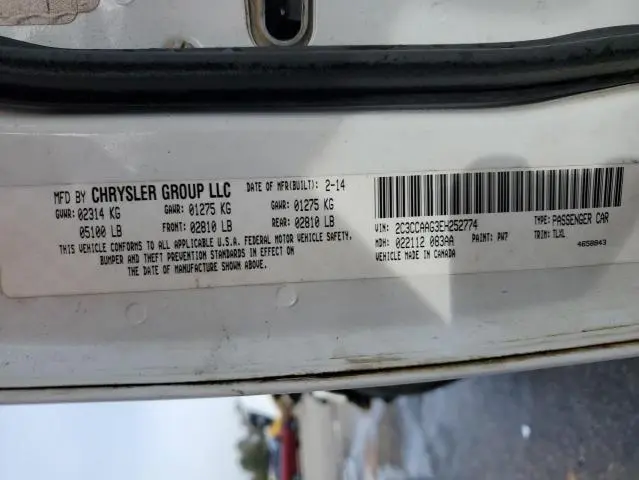 MFD BY CHRYSLER GROUP LLC DATE OF MFR(BUILT): 2-14
GVWR: 02314 KG GAWR: 01275 KG GAWR: 01275 KG
05100 LB FRONT: 02810 LB REAR: 02810 LB
THIS VEHICLE CONFORMS TO ALL APPLICABLE U.S.A. FEDERAL MOTOR VEHICLE SAFETY,
BUMPER AND THEFT PREVENTION STANDARDS IN EFFECT ON
THE DATE OF MANUFACTURE SHOWN ABOVE.
VIN: 2C3CCAAG3EH252774 TYPE: PASSENGER CAR
MDH: 022112 083AA PAINT: PW7 TRIM: TLXL
VEHICLE MADE IN CANADA 4658843